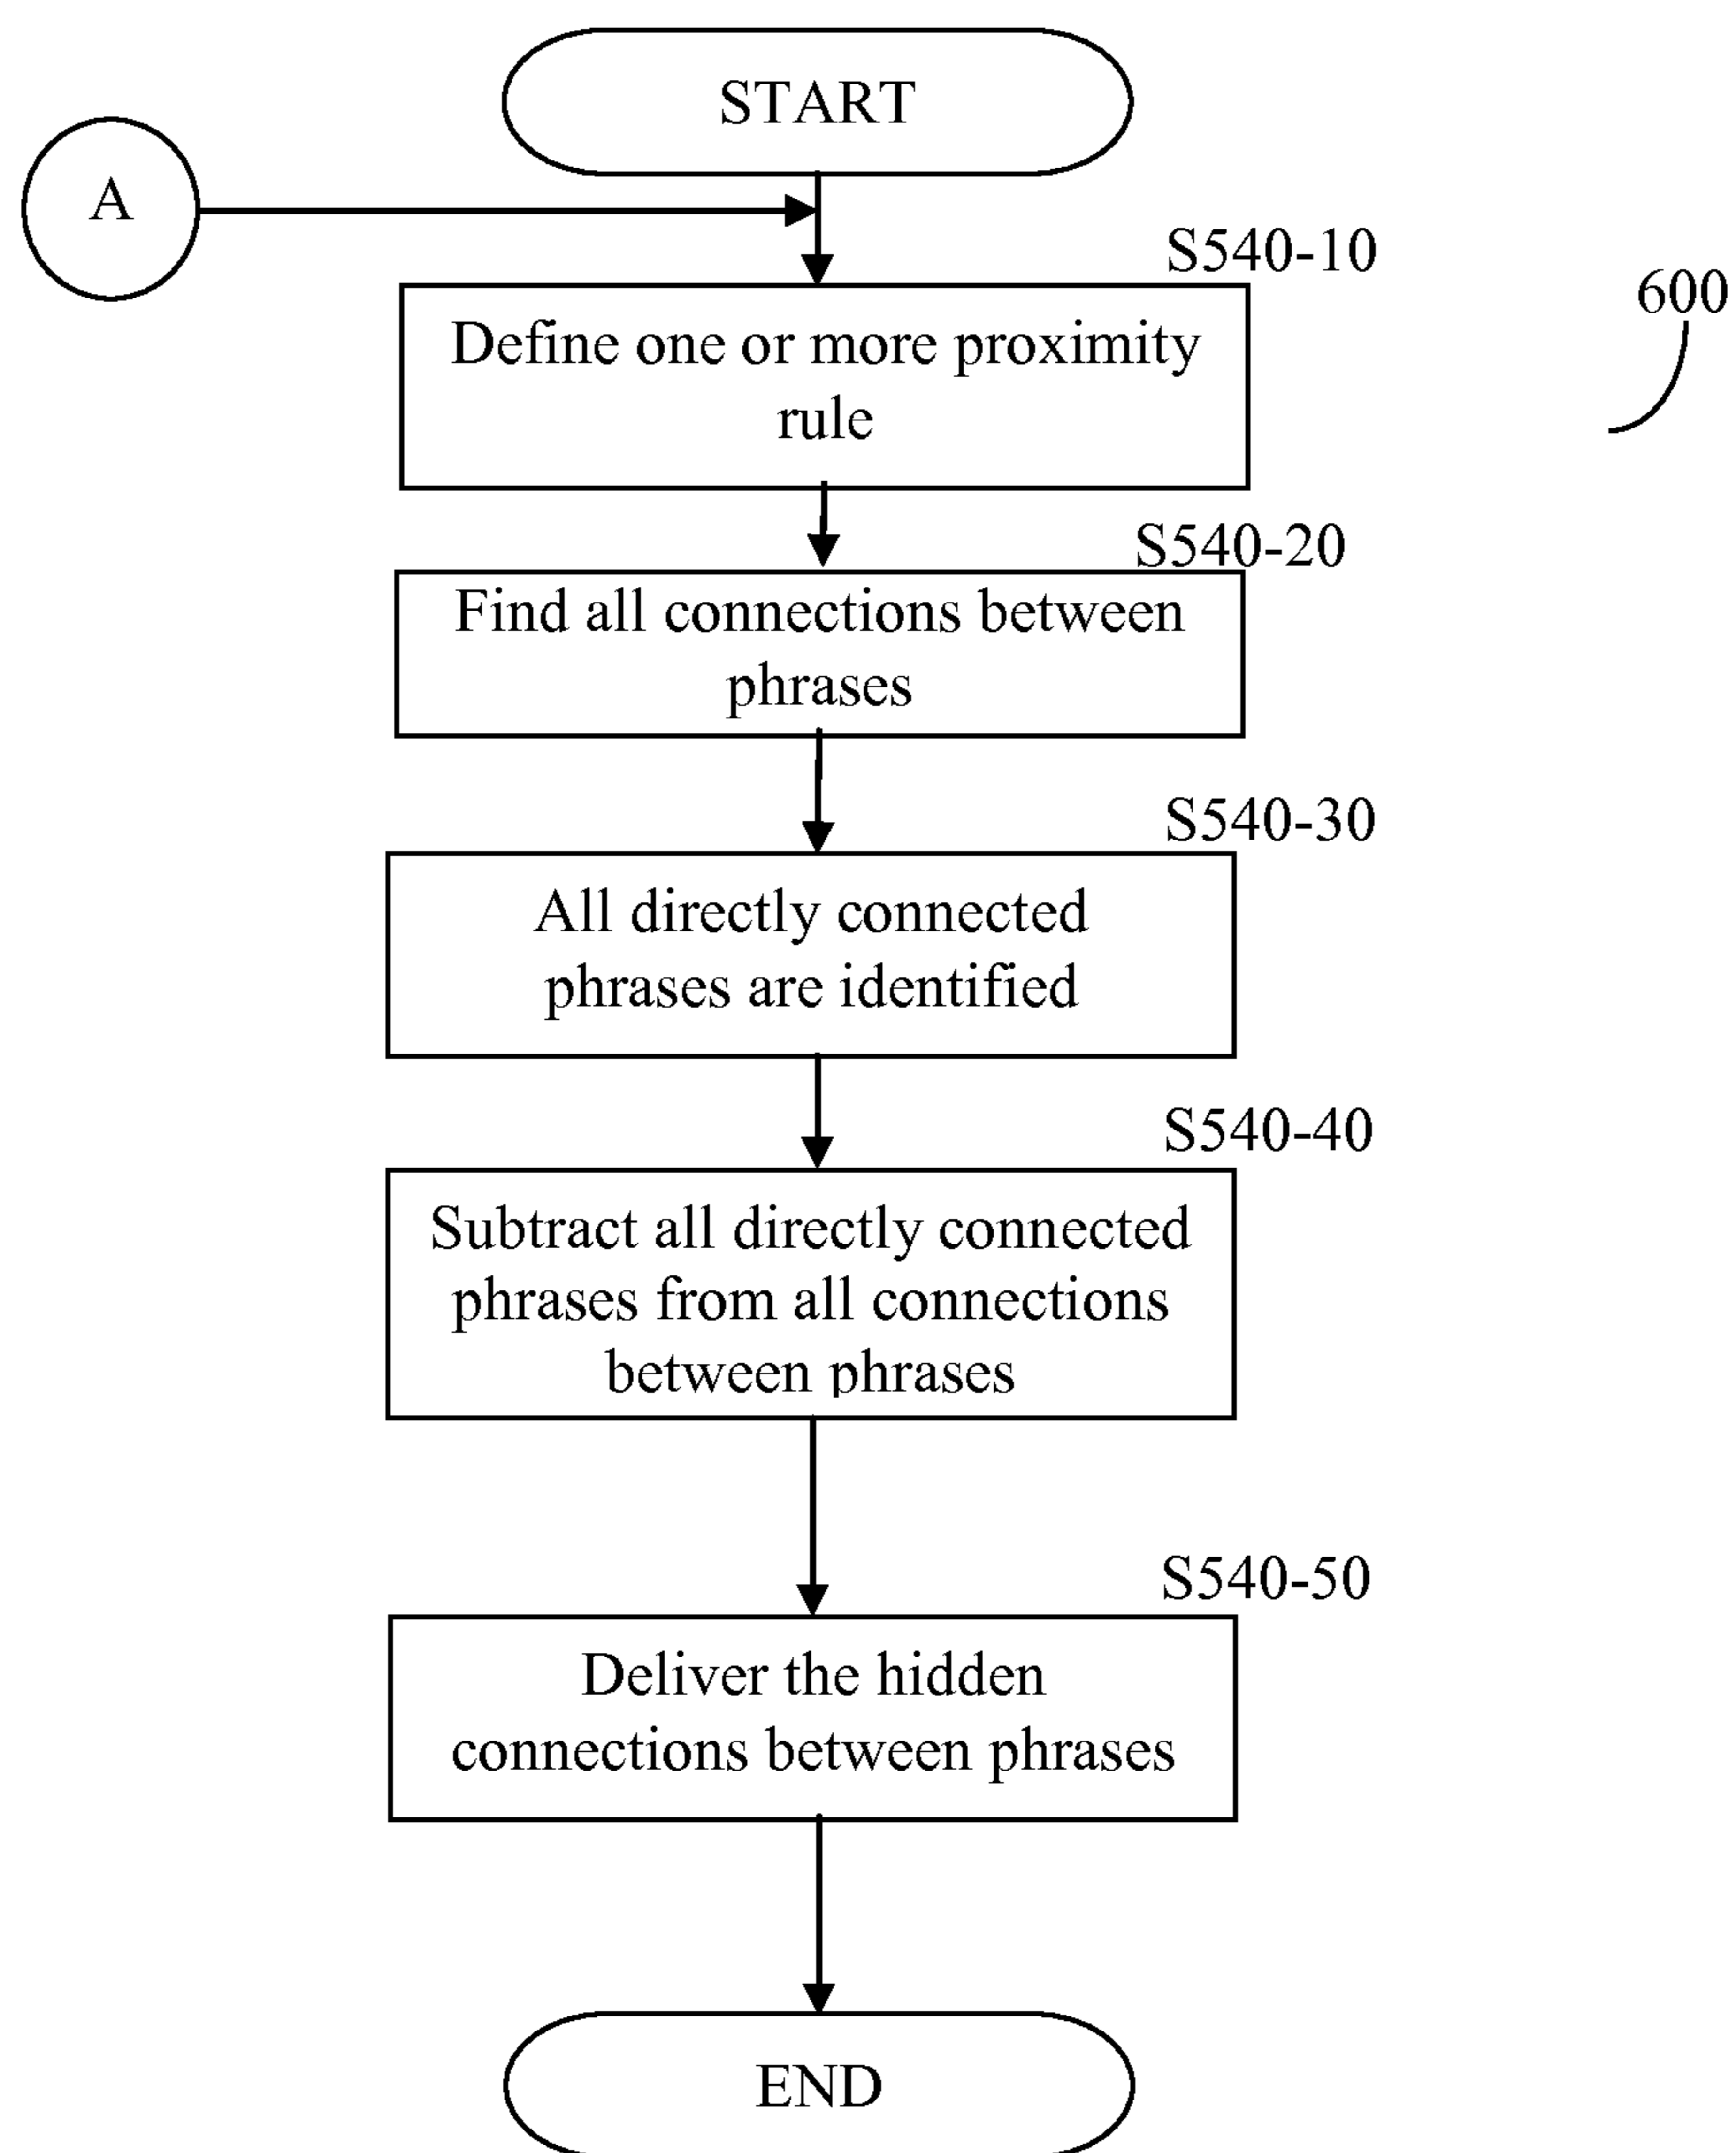 START
A
S540-10
600
Define one or more proximity
rule
S540-20
Find all connections between
phrases
S540-30
All directly connected
phrases are identified
S540-40
Subtract all directly connected
phrases from all connections
between phrases
S540-50
Deliver the hidden
connections between phrases
END